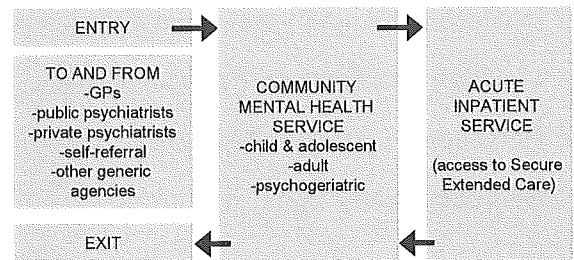 ENTRY
TO AND FROM
-GPs
-public psychiatrists
-private psychiatrists
-self-referral
-other generic
agencies
EXIT
COMMUNITY
MENTAL HEALTH
SERVICE
-child & adolescent
-adult
-psychogeriatric
ACUTE
INPATIENT
SERVICE
(access to Secure
Extended Care)